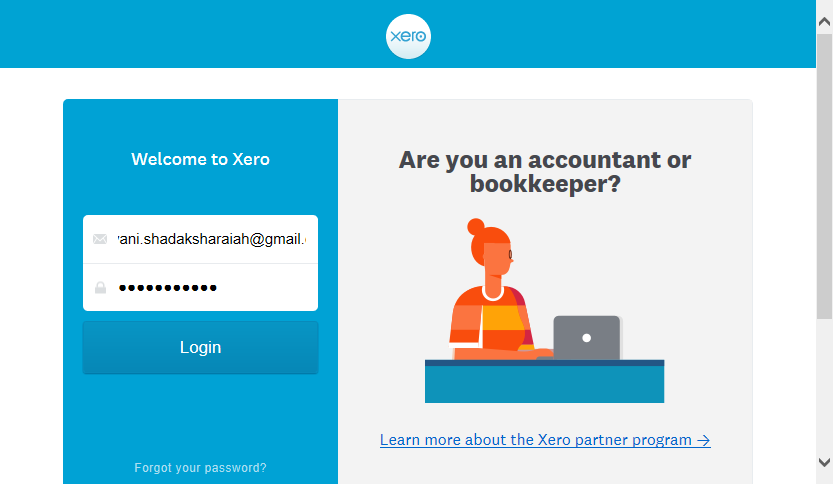 xero
Welcome to Xero
ani.shadaksharaiah@gmail.
Login
Forgot your password?
Are you an accountant or
bookkeeper?
Learn more about the Xero partner program →